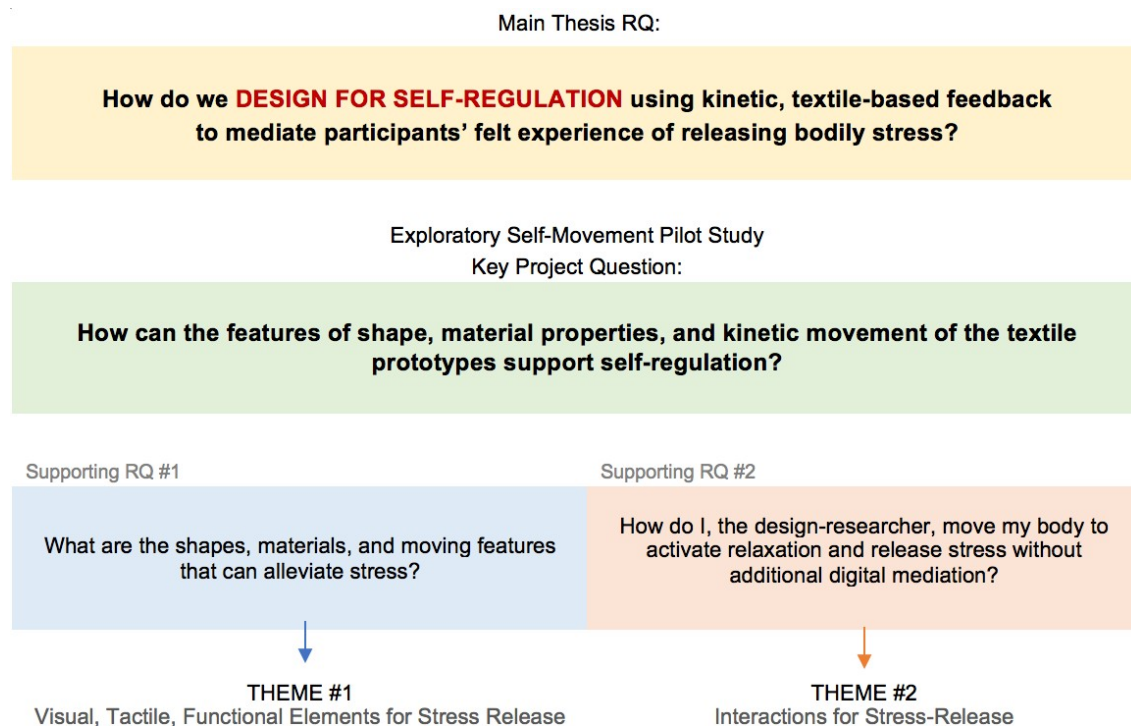 Main Thesis RQ:
How do we DESIGN FOR SELF-REGULATION using kinetic, textile-based feedback
to mediate participants’ felt experience of releasing bodily stress?
Exploratory Self-Movement Pilot Study
Key Project Question:
How can the features of shape, material properties, and kinetic movement of the textile
prototypes support self-regulation?
Supporting RQ #1
What are the shapes, materials, and moving features
that can alleviate stress?
THEME #1
Visual, Tactile, Functional Elements for Stress Release
Supporting RQ #2
How do I, the design-researcher, move my body to
activate relaxation and release stress without
additional digital mediation?
THEME #2
Interactions for Stress-Release